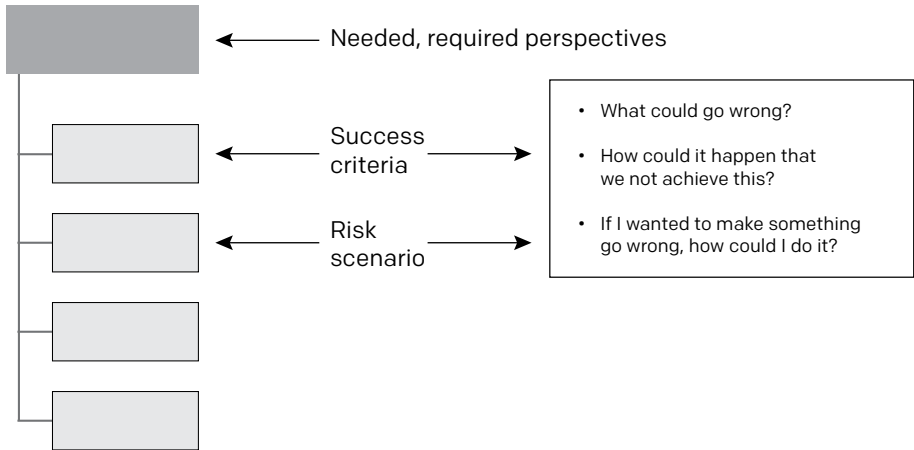 Needed, required perspectives
Success
criteria
Risk
scenario
• What could go wrong?
• How could it happen that
we not achieve this?
• If I wanted to make something
go wrong, how could I do it?